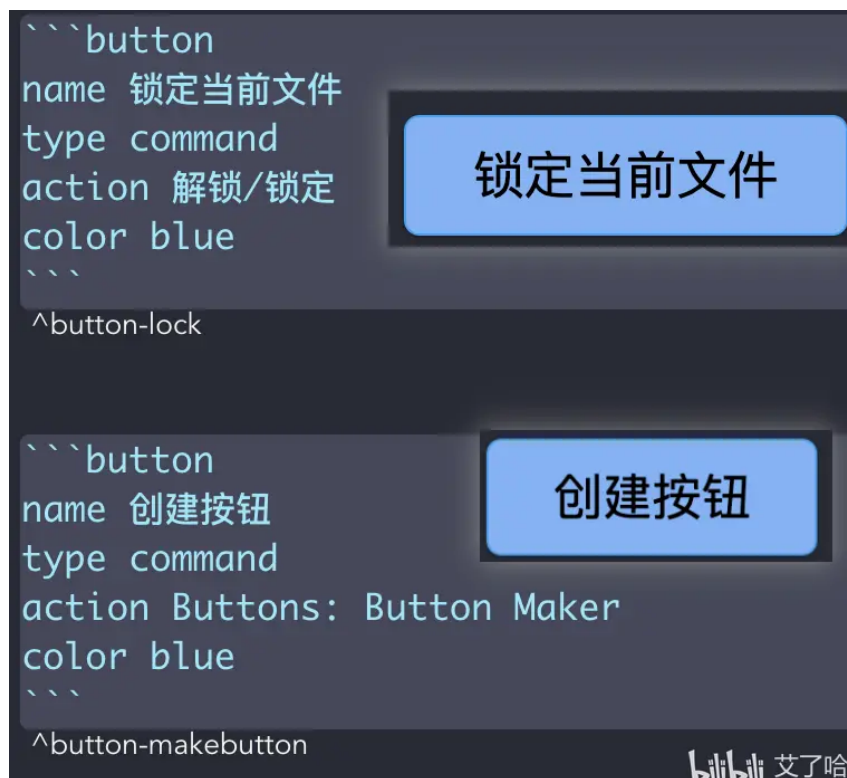 ```button
name 锁定当前文件
type command
action 解锁/锁定
color blue
```
锁定当前文件
^button-lock
```button
name 创建按钮
type command
action Buttons: Button Maker
color blue
```
创建按钮
^button-makebutton
bilibili 艾了哈